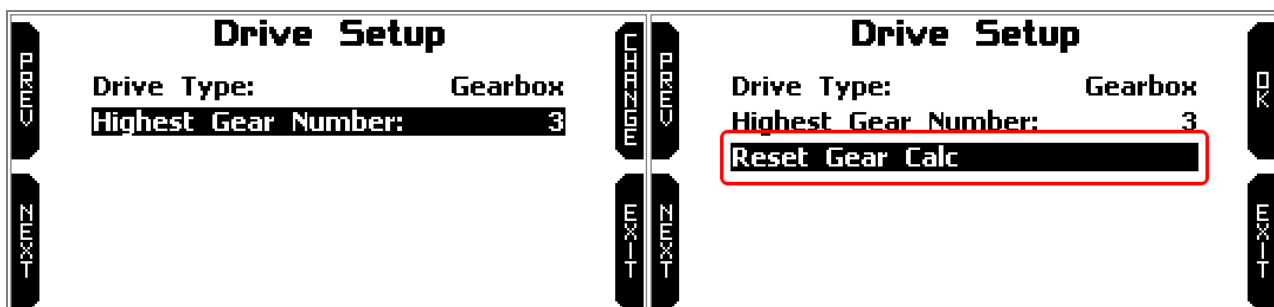 Drive Setup
PREV
CHANGE
Drive Type: Gearbox
Highest Gear Number: 3
NEXT
EXIT
Drive Setup
PREV
OK
Drive Type: Gearbox
Highest Gear Number: 3
Reset Gear Calc
NEXT
EXIT